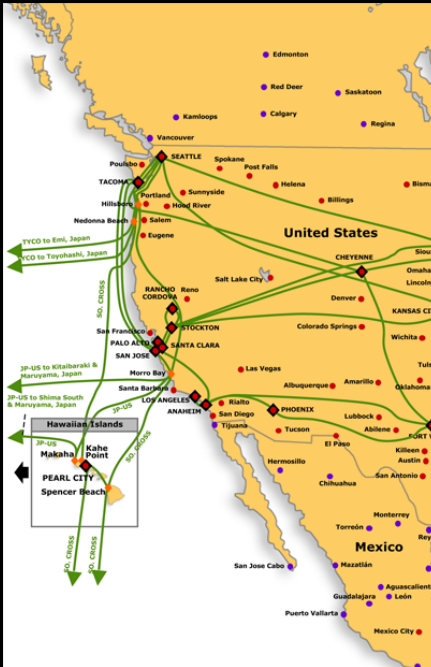 Edmonton
Red Deer
Saskatoon
Calgary
Kamloops
Regina
Vancouver
Poulsbo
SEATTLE
Spokane
Post Falls
TACOMA
Helena
Bisma
Portland
Sunnyside
Hillsboro
Hood River
Billings
Nedonna Beach
Salem
Eugene
United States
TYCO to Emi, Japan
TYCO to Toyohashi, Japan
Sioux
CHEYENNE
Omaha
Salt Lake City
Lincoln
RANCHO
CORDOVA
Reno
Denver
SO. CROSS
KANSAS CI
San Francisco
STOCKTON
Colorado Springs
Wichita
PALO ALTO
SANTA CLARA
SAN JOSE
JP-US to Kitaibaraki &
Maruyama, Japan
Morro Bay
Las Vegas
Tuls
Santa Barbara
Albuquerque
Amarillo
Oklahoma
JP-US to Shima South
& Maruyama, Japan
JP-US
LOS ANGELES
Rialto
ANAHEIM
PHOENIX
San Diego
Lubbock
Tijuana
Tucson
Abilene
FORT W
Hawaiian Islands
El Paso
JP-US
Kahe
Point
Makaha
SO. CROSS
Killeen
Austin
Hermosillo
Chihuahua
San Antonio
PEARL CITY
Spencer Beach
Monterrey
Torreón
Rey
Mexico
SO. CROSS
SO. CROSS
San Jose Cabo
Mazatlán
Aguascalient
Guadalajara
León
Puerto Vallarta
Mexico City